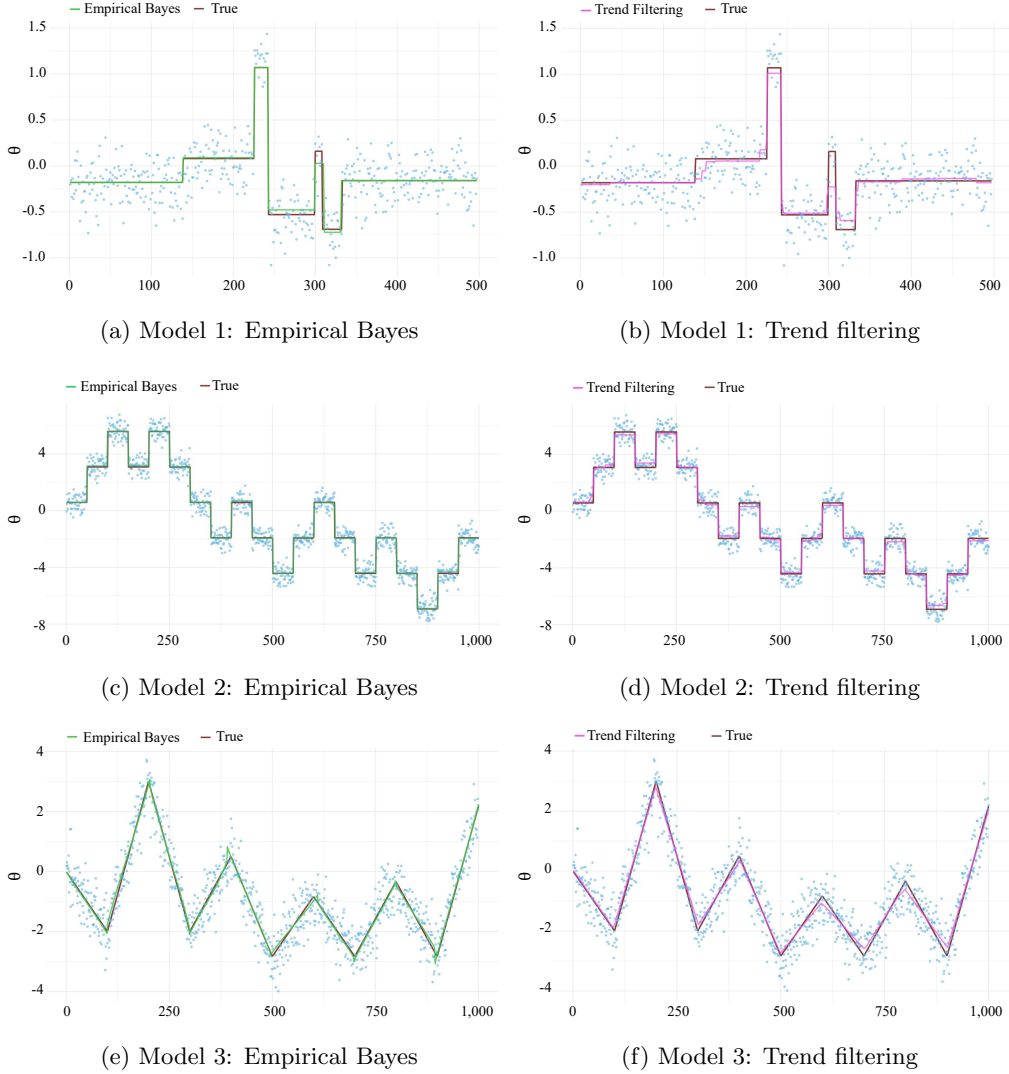 Empirical Bayes True
Trend Filtering True
1.5
1.0
0.5
0.0
-0.5
-1.0
θ
0 100 200 300 400 500
1.5
1.0
0.5
0.0
-0.5
-1.0
θ
0 100 200 300 400 500
(a) Model 1: Empirical Bayes
(b) Model 1: Trend filtering
Empirical Bayes True
Trend Filtering True
4
0
-4
-8
θ
0 250 500 750 1,000
4
0
-4
-8
θ
0 250 500 750 1,000
(c) Model 2: Empirical Bayes
(d) Model 2: Trend filtering
Empirical Bayes True
Trend Filtering True
4
2
0
-2
-4
θ
0 250 500 750 1,000
4
2
0
-2
-4
θ
0 250 500 750 1,000
(e) Model 3: Empirical Bayes
(f) Model 3: Trend filtering